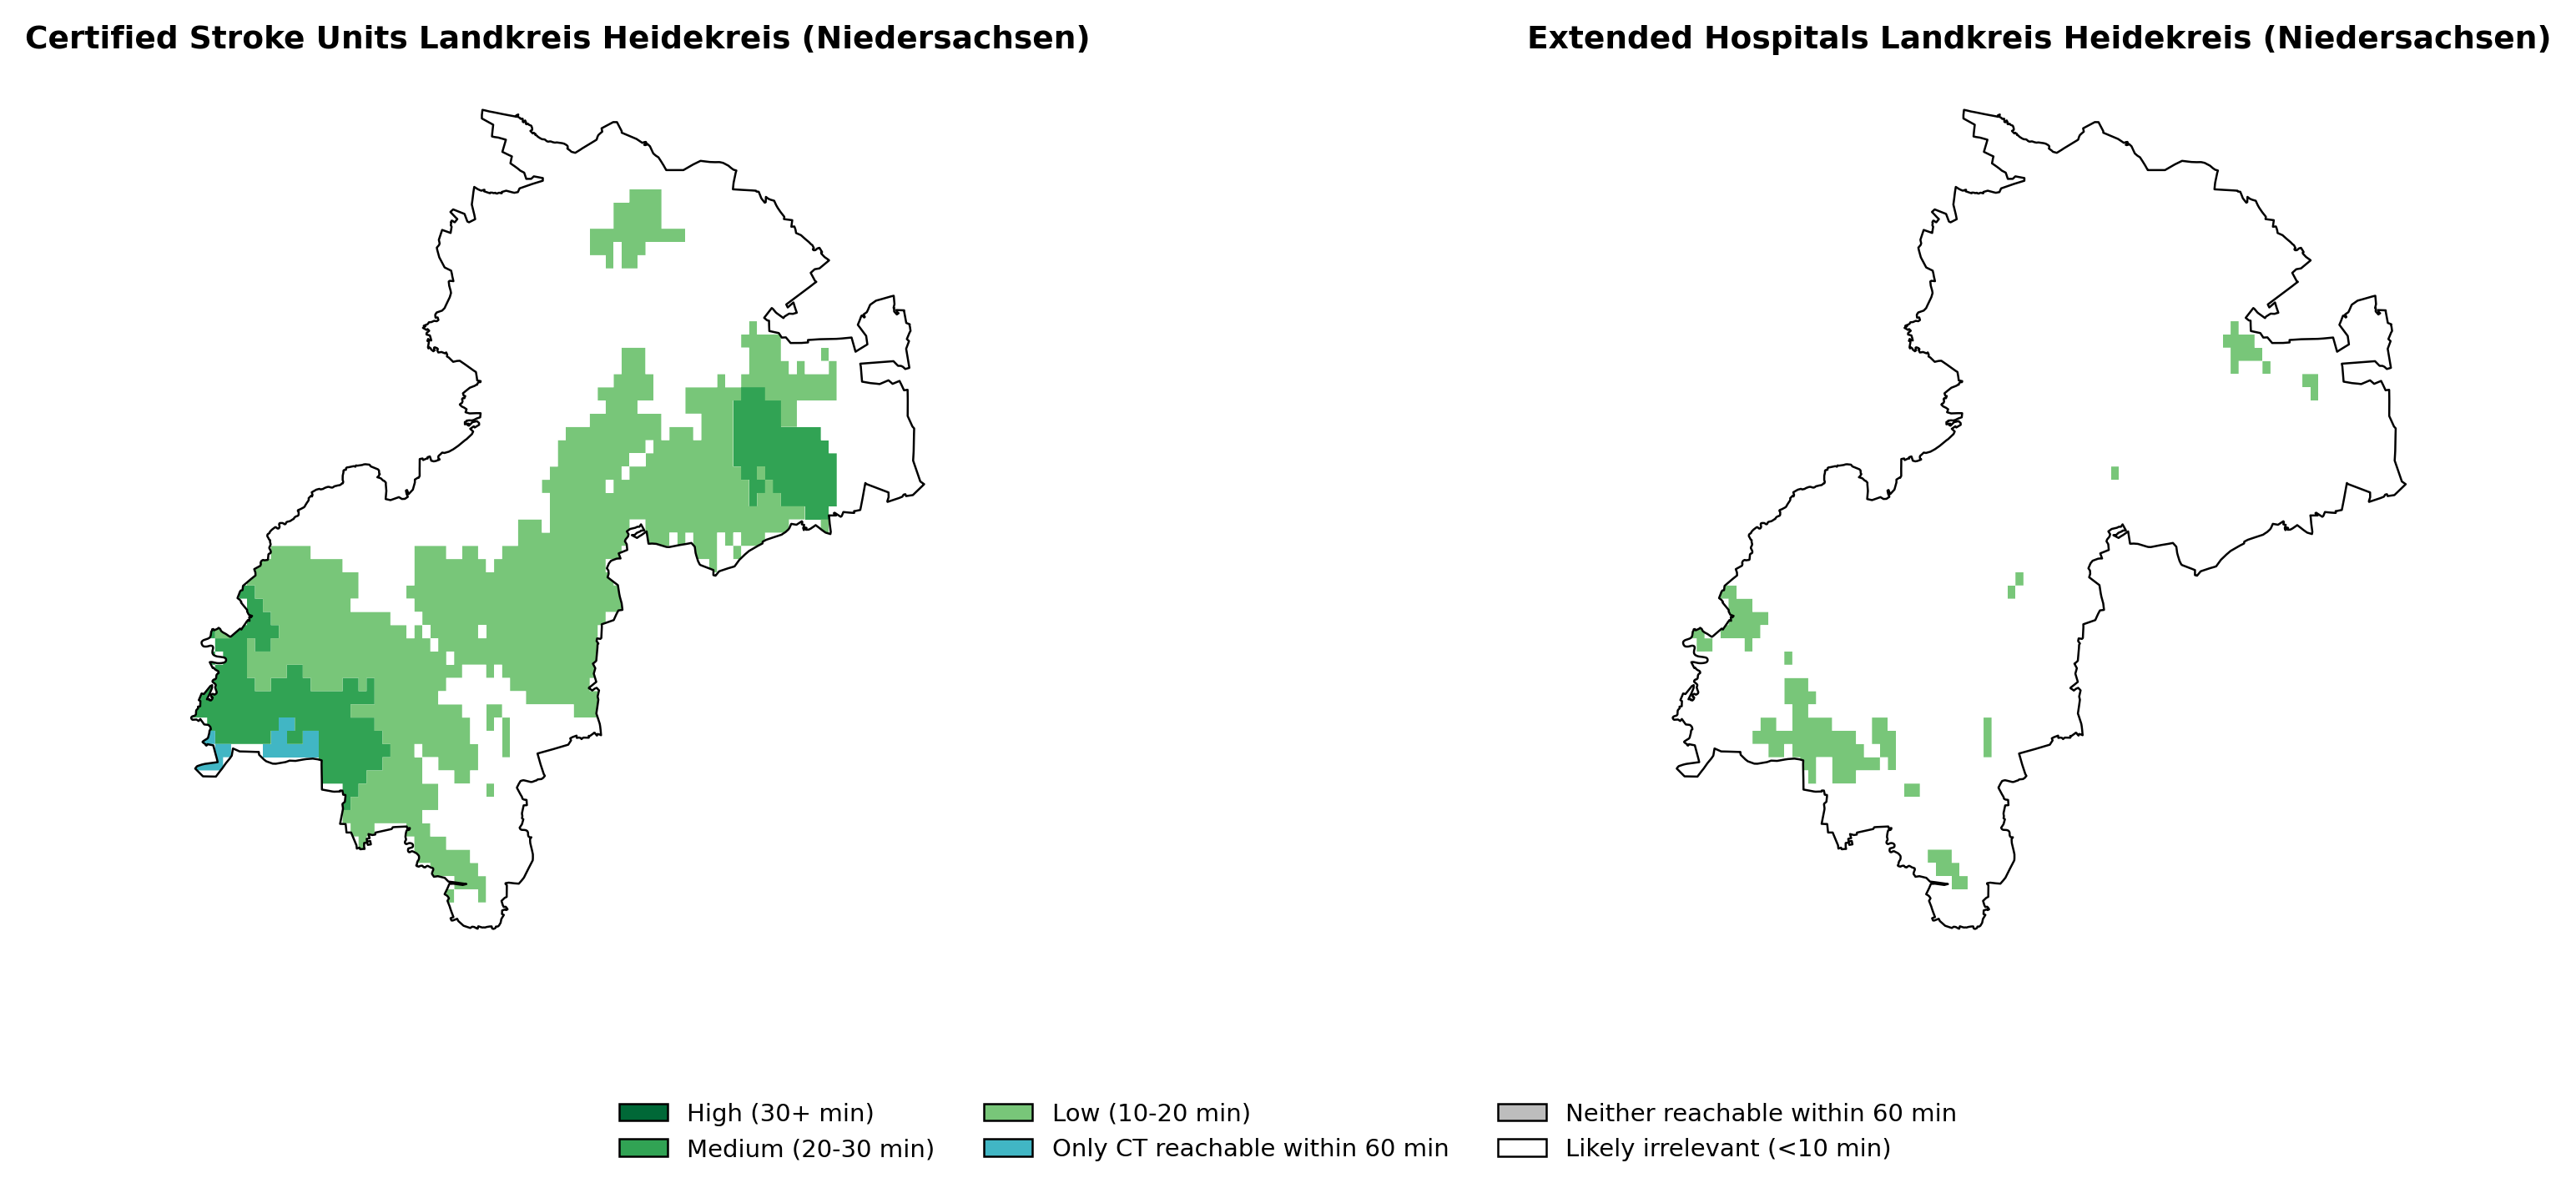 Certified Stroke Units Landkreis Heidekreis (Niedersachsen)
Extended Hospitals Landkreis Heidekreis (Niedersachsen)
High (30+ min)
Medium (20-30 min)
Low (10-20 min)
Only CT reachable within 60 min
Neither reachable within 60 min
Likely irrelevant (<10 min)